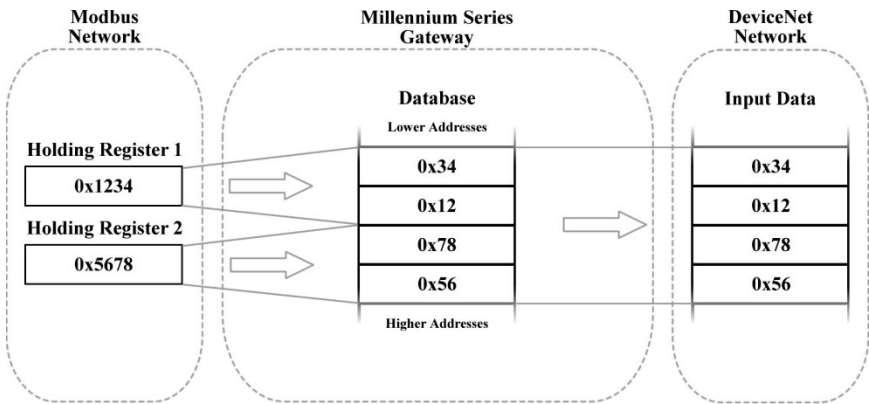 Modbus
Network
Millennium Series
Gateway
DeviceNet
Network
Database
Input Data
Lower Addresses
Holding Register 1
0x1234
Holding Register 2
0x5678
0x34
0x12
0x78
0x56
Higher Addresses
0x34
0x12
0x78
0x56